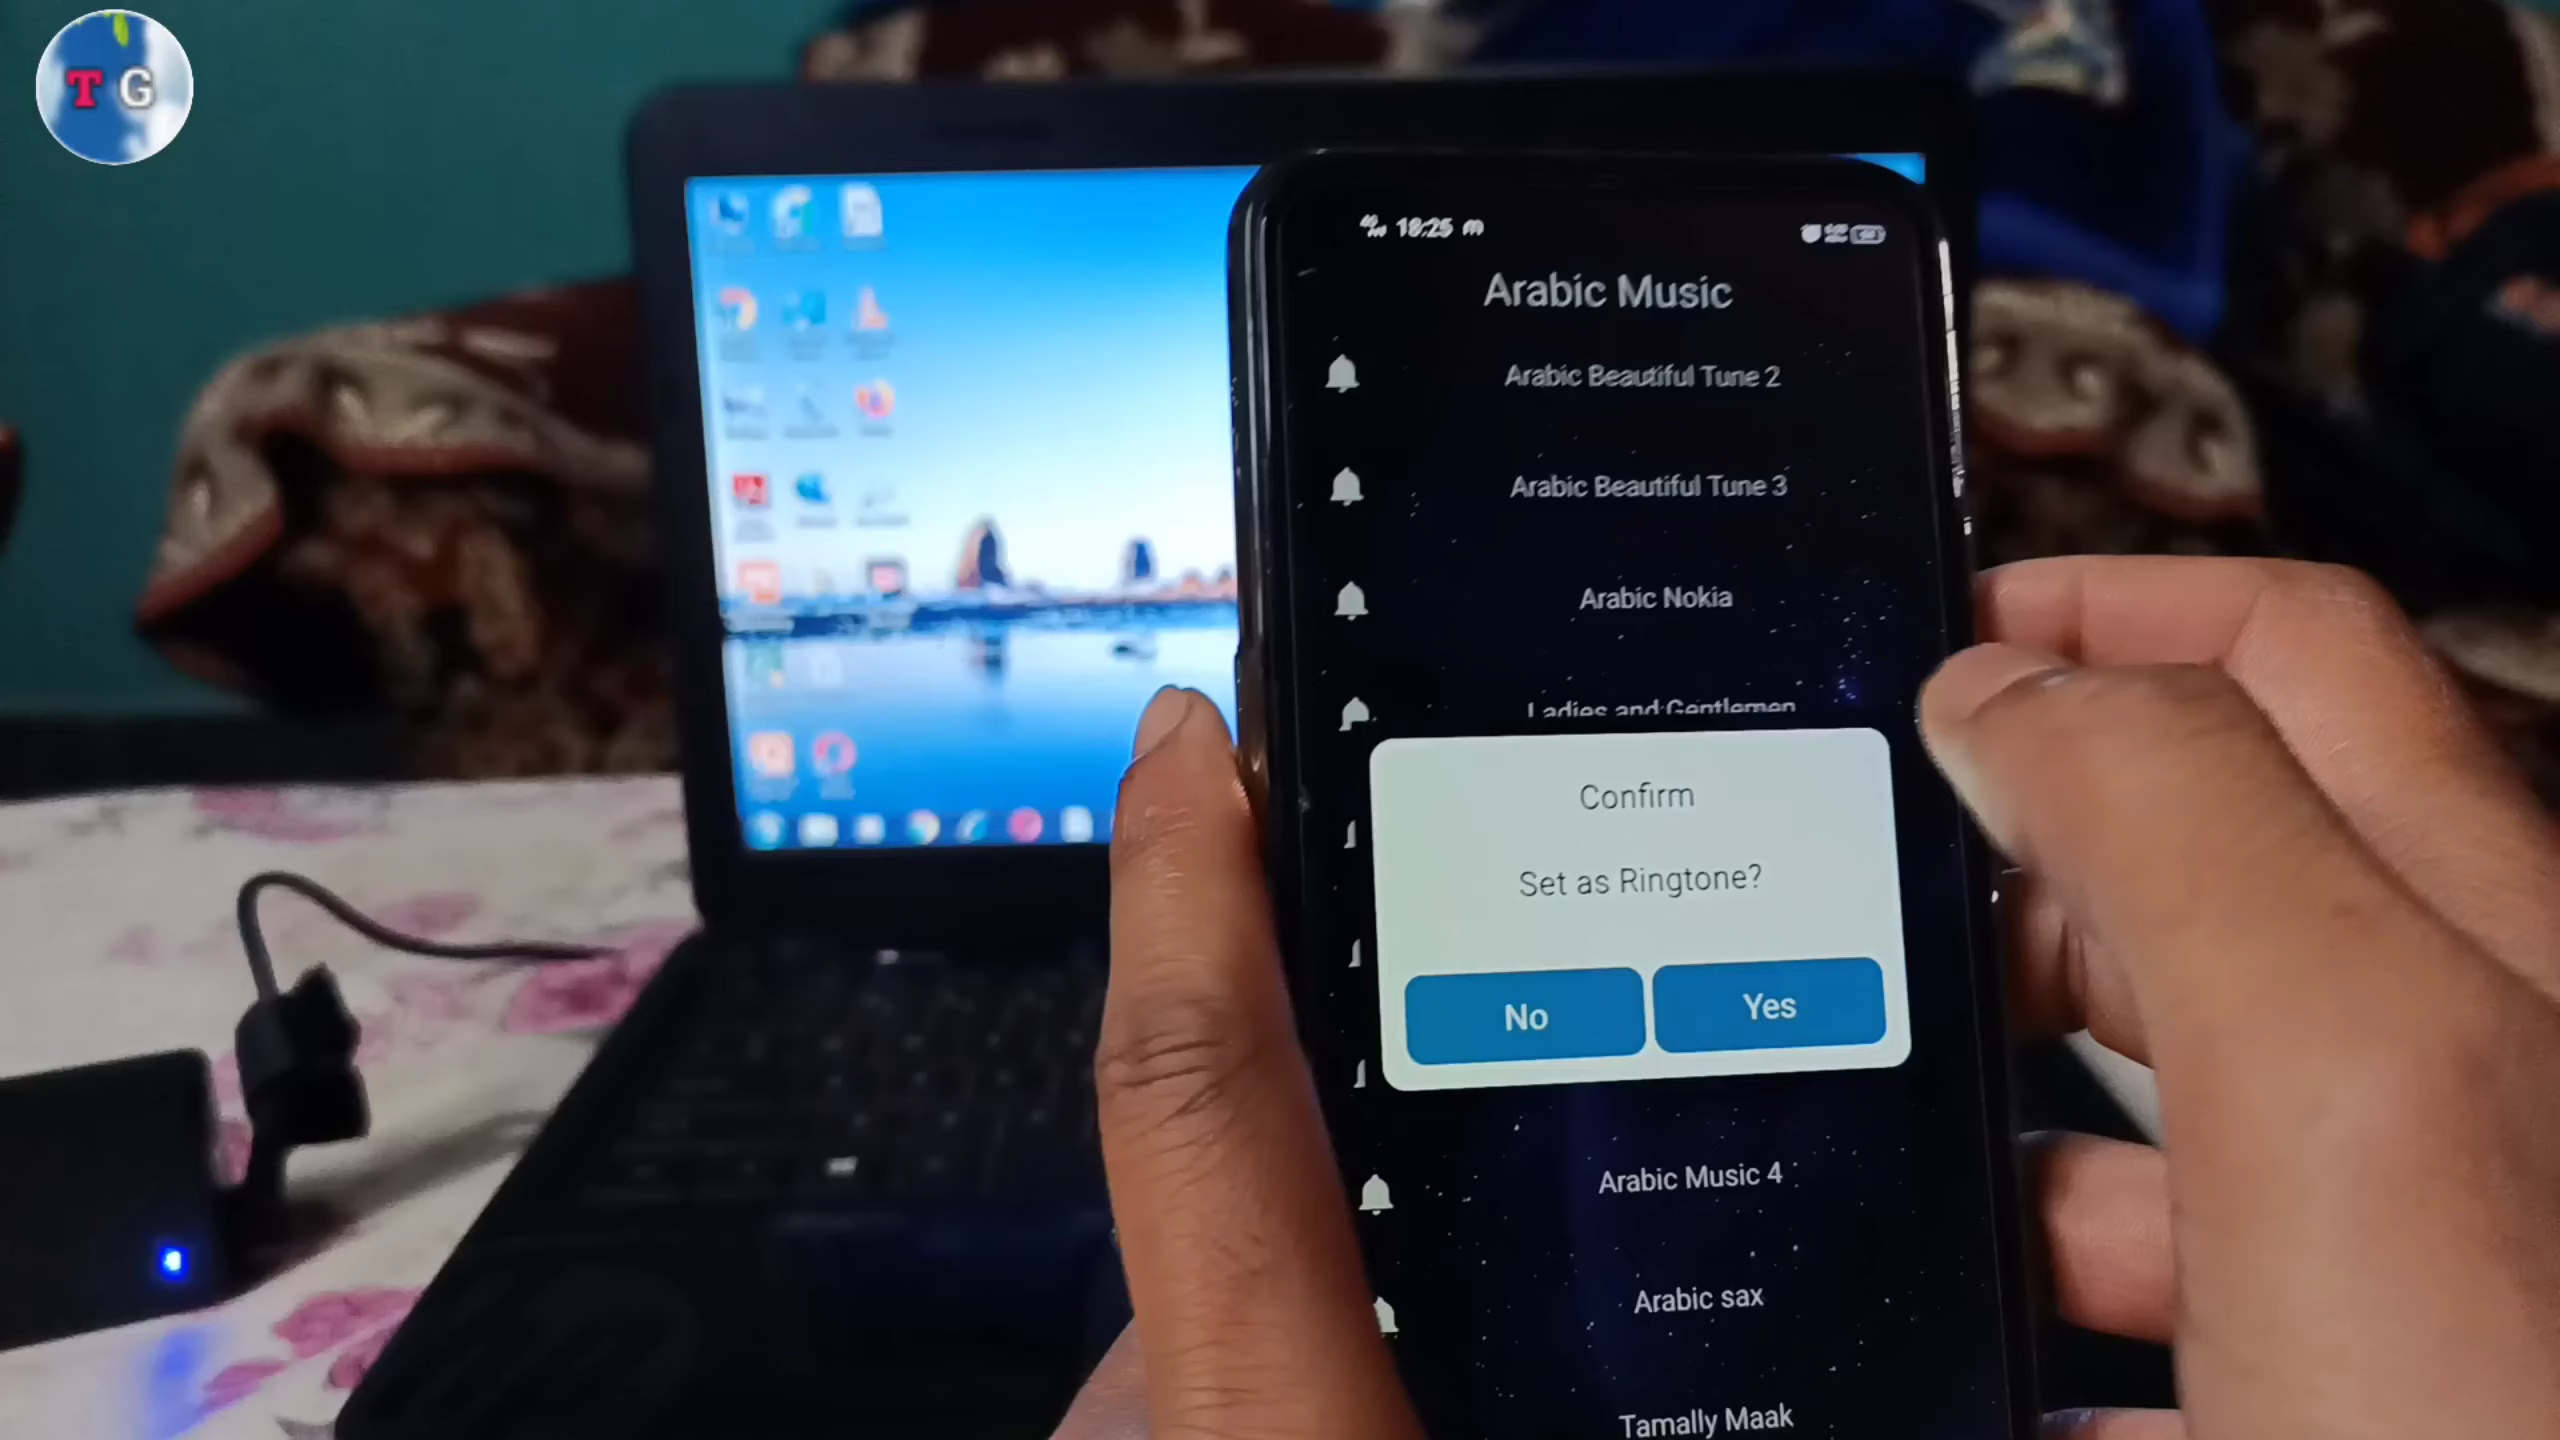 T G
18:25 m
Arabic Music
Arabic Beautiful Tune 2
Arabic Beautiful Tune 3
Arabic Nokia
Ladies and Gentlemen
Confirm
Set as Ringtone?
No Yes
Arabic Music 4
Arabic sax
Tamally Maak